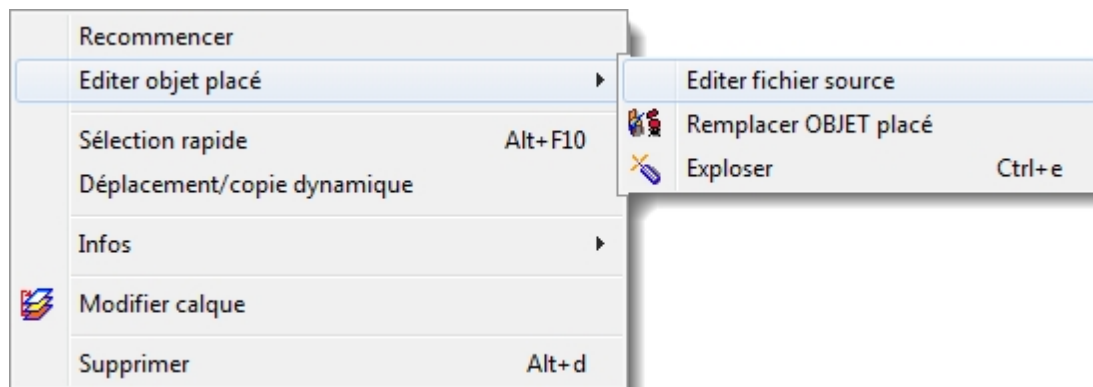 Recommencer
Editer objet placé
Sélection rapide Alt+F10
Déplacement/copie dynamique
Infos
Modifier calque
Supprimer Alt+d
Editer fichier source
Remplacer OBJET placé
Exploser Ctrl+e